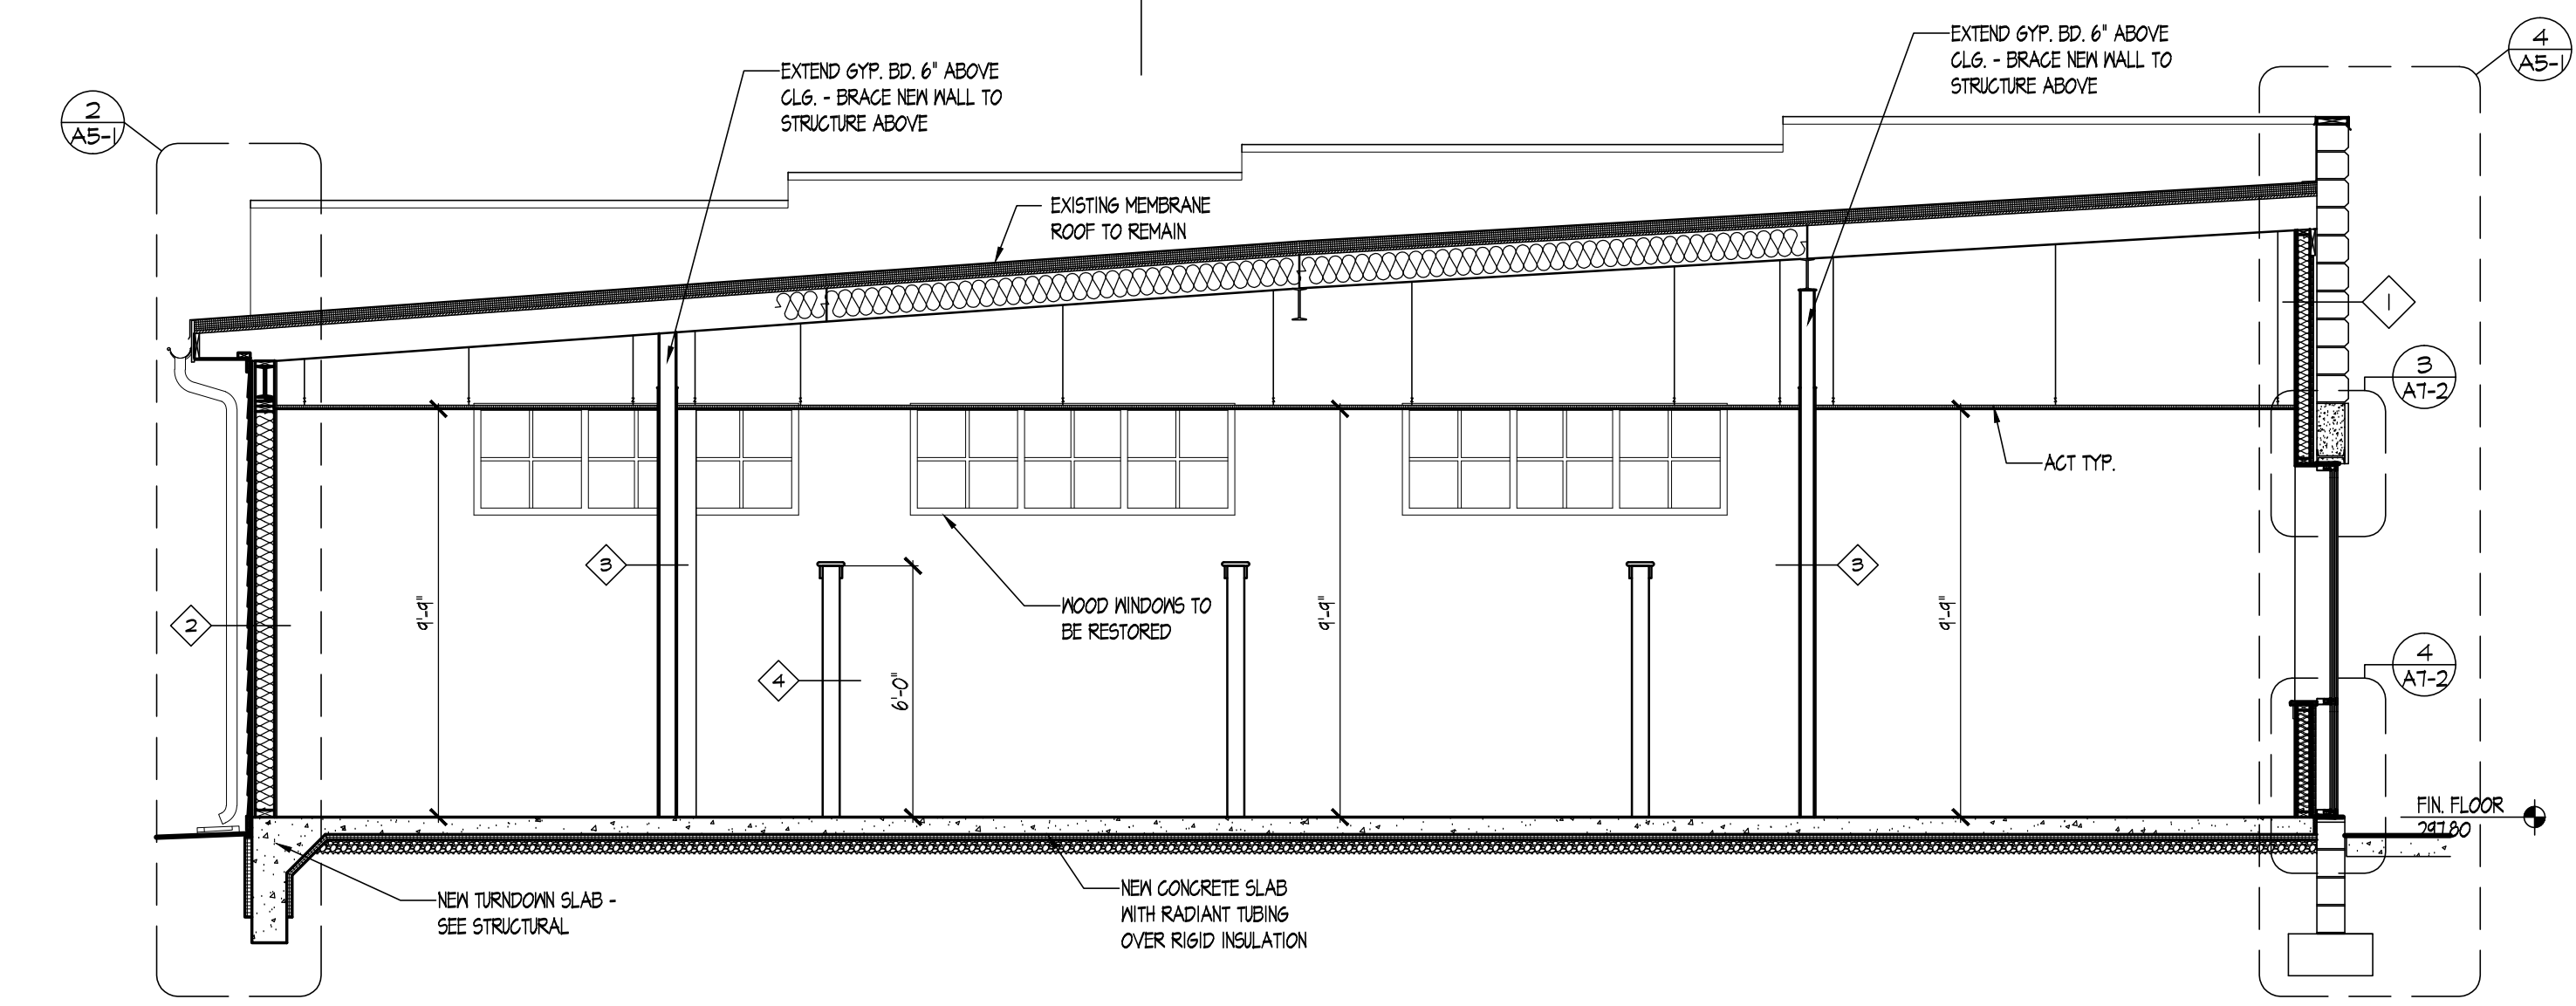 EXTEND GYP. BD. 6" ABOVE
CLG. - BRACE NEW WALL TO
STRUCTURE ABOVE
EXTEND GYP. BD. 6" ABOVE
CLG. - BRACE NEW WALL TO
STRUCTURE ABOVE
4
A5-1
2
A5-1
EXISTING MEMBRANE
ROOF TO REMAIN
1
3
A7-2
ACT TYP.
3
3
WOOD WINDOWS TO
BE RESTORED
2
9'-9"
9'-9"
9'-9"
4
6'-0"
4
A7-2
FIN. FLOOR
297.80
NEW TURNDOWN SLAB -
SEE STRUCTURAL
NEW CONCRETE SLAB
WITH RADIANT TUBING
OVER RIGID INSULATION